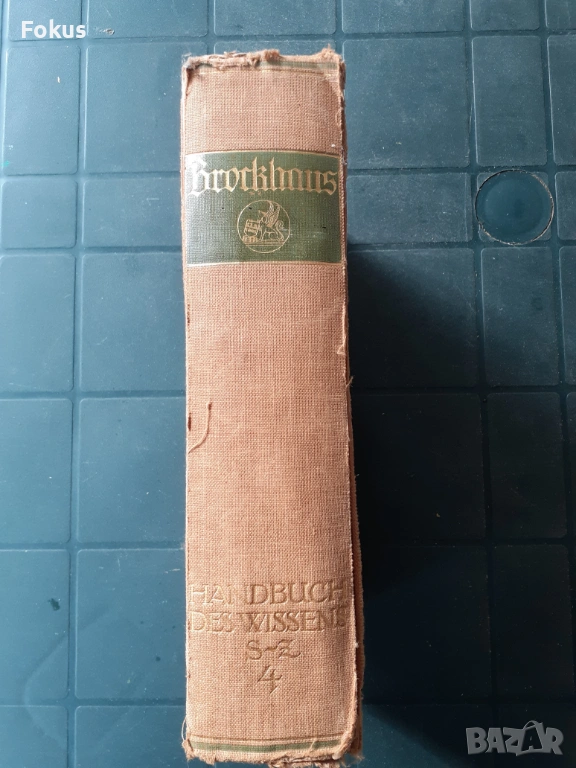 Fokus
Brockhaus
HANDBUCH
DES WISSENS
S-Z
4
BAZAR